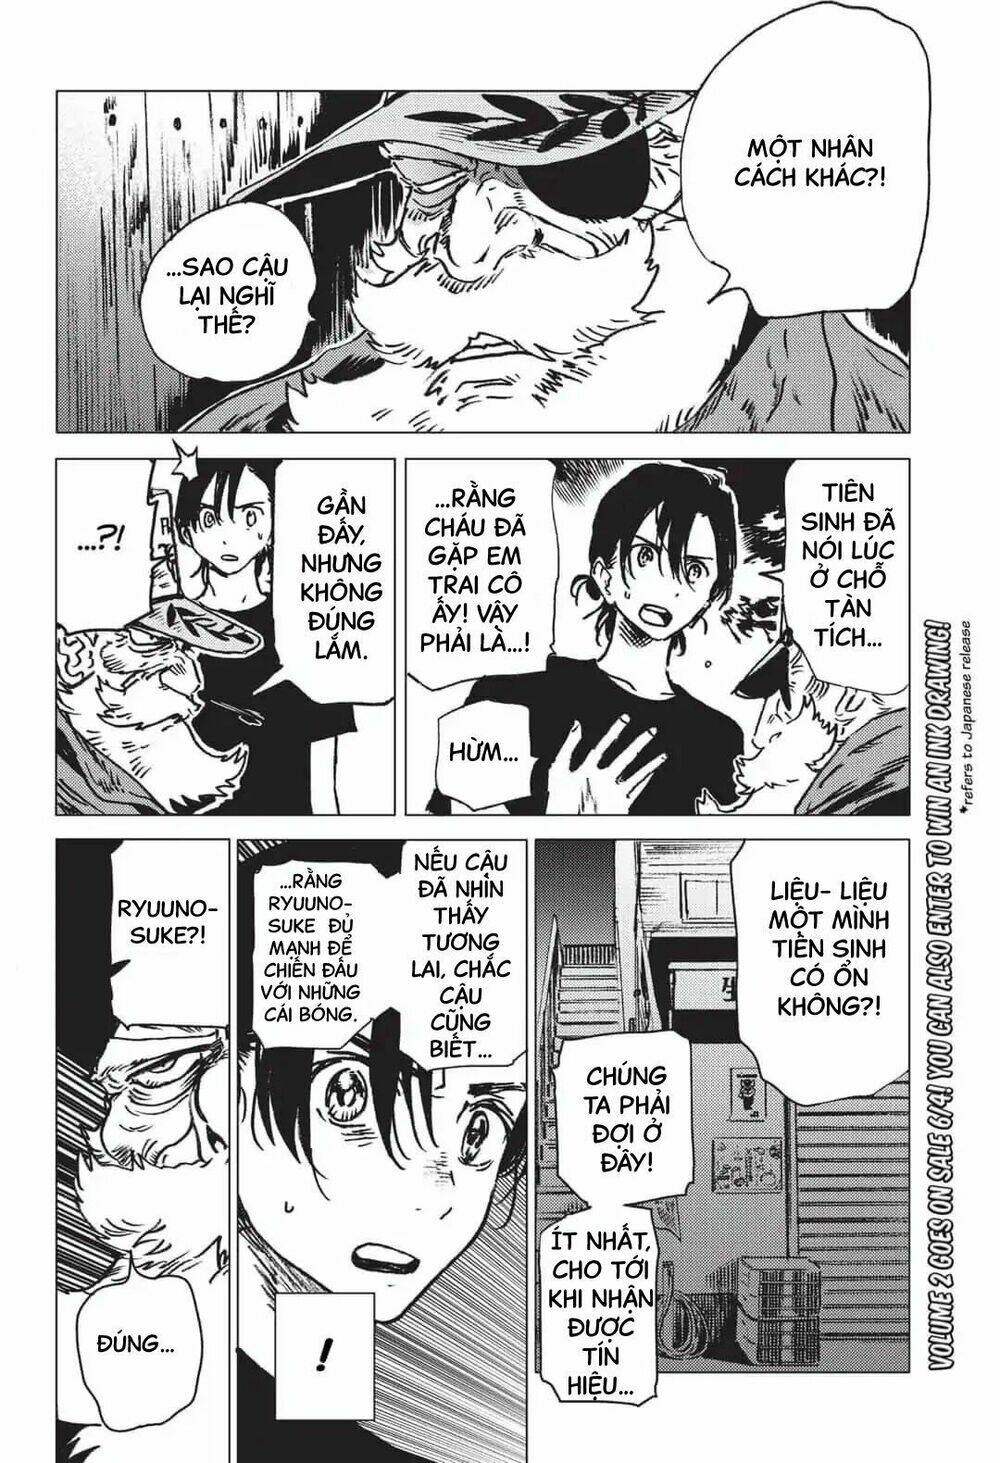 MỘT NHÂN
CÁCH KHÁC?!
...SAO CẬU
LẠI NGHĨ
THẾ?
TIÊN
SINH ĐÃ
NÓI LÚC
Ở CHỖ
TÀN
TÍCH...
...RẰNG
CHÁU ĐÃ
GẶP EM
TRAI CÔ
ẤY! VẬY
PHẢI LÀ...!
HỪM...
GẦN
ĐẤY,
NHƯNG
KHÔNG
ĐÚNG
LẮM.
...?!
LIỆU- LIỆU
MỘT MÌNH
TIÊN SINH
CÓ ỔN
KHÔNG?!
CHÚNG
TA PHẢI
ĐỢI Ở
ĐÂY!
ÍT NHẤT,
CHO TỚI
KHI NHẬN
ĐƯỢC
TÍN
HIỆU...
NẾU CẬU
ĐÃ NHÌN
THẤY
TƯƠNG
LAI, CHẮC
CẬU
CŨNG
BIẾT...
...RẰNG
RYUUNO-
SUKE ĐỦ
MẠNH ĐỂ
CHIẾN ĐẤU
VỚI NHỮNG
CÁI BÓNG.
!
RYUUNO-
SUKE?!
ĐÚNG...
VOLUME 2 GOES ON SALE 6/4! YOU CAN ALSO ENTER TO WIN AN INK DRAWING!
*refers to Japanese release